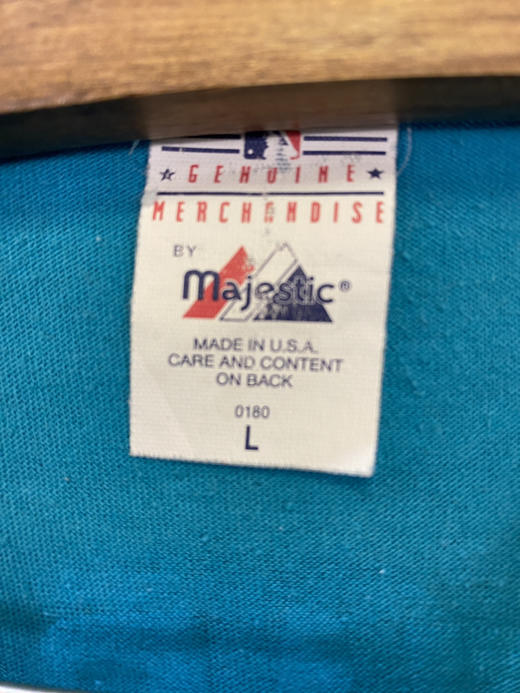 GENUINE
MERCHANDISE
BY
Majestic®
MADE IN U.S.A.
CARE AND CONTENT
ON BACK
0180
L